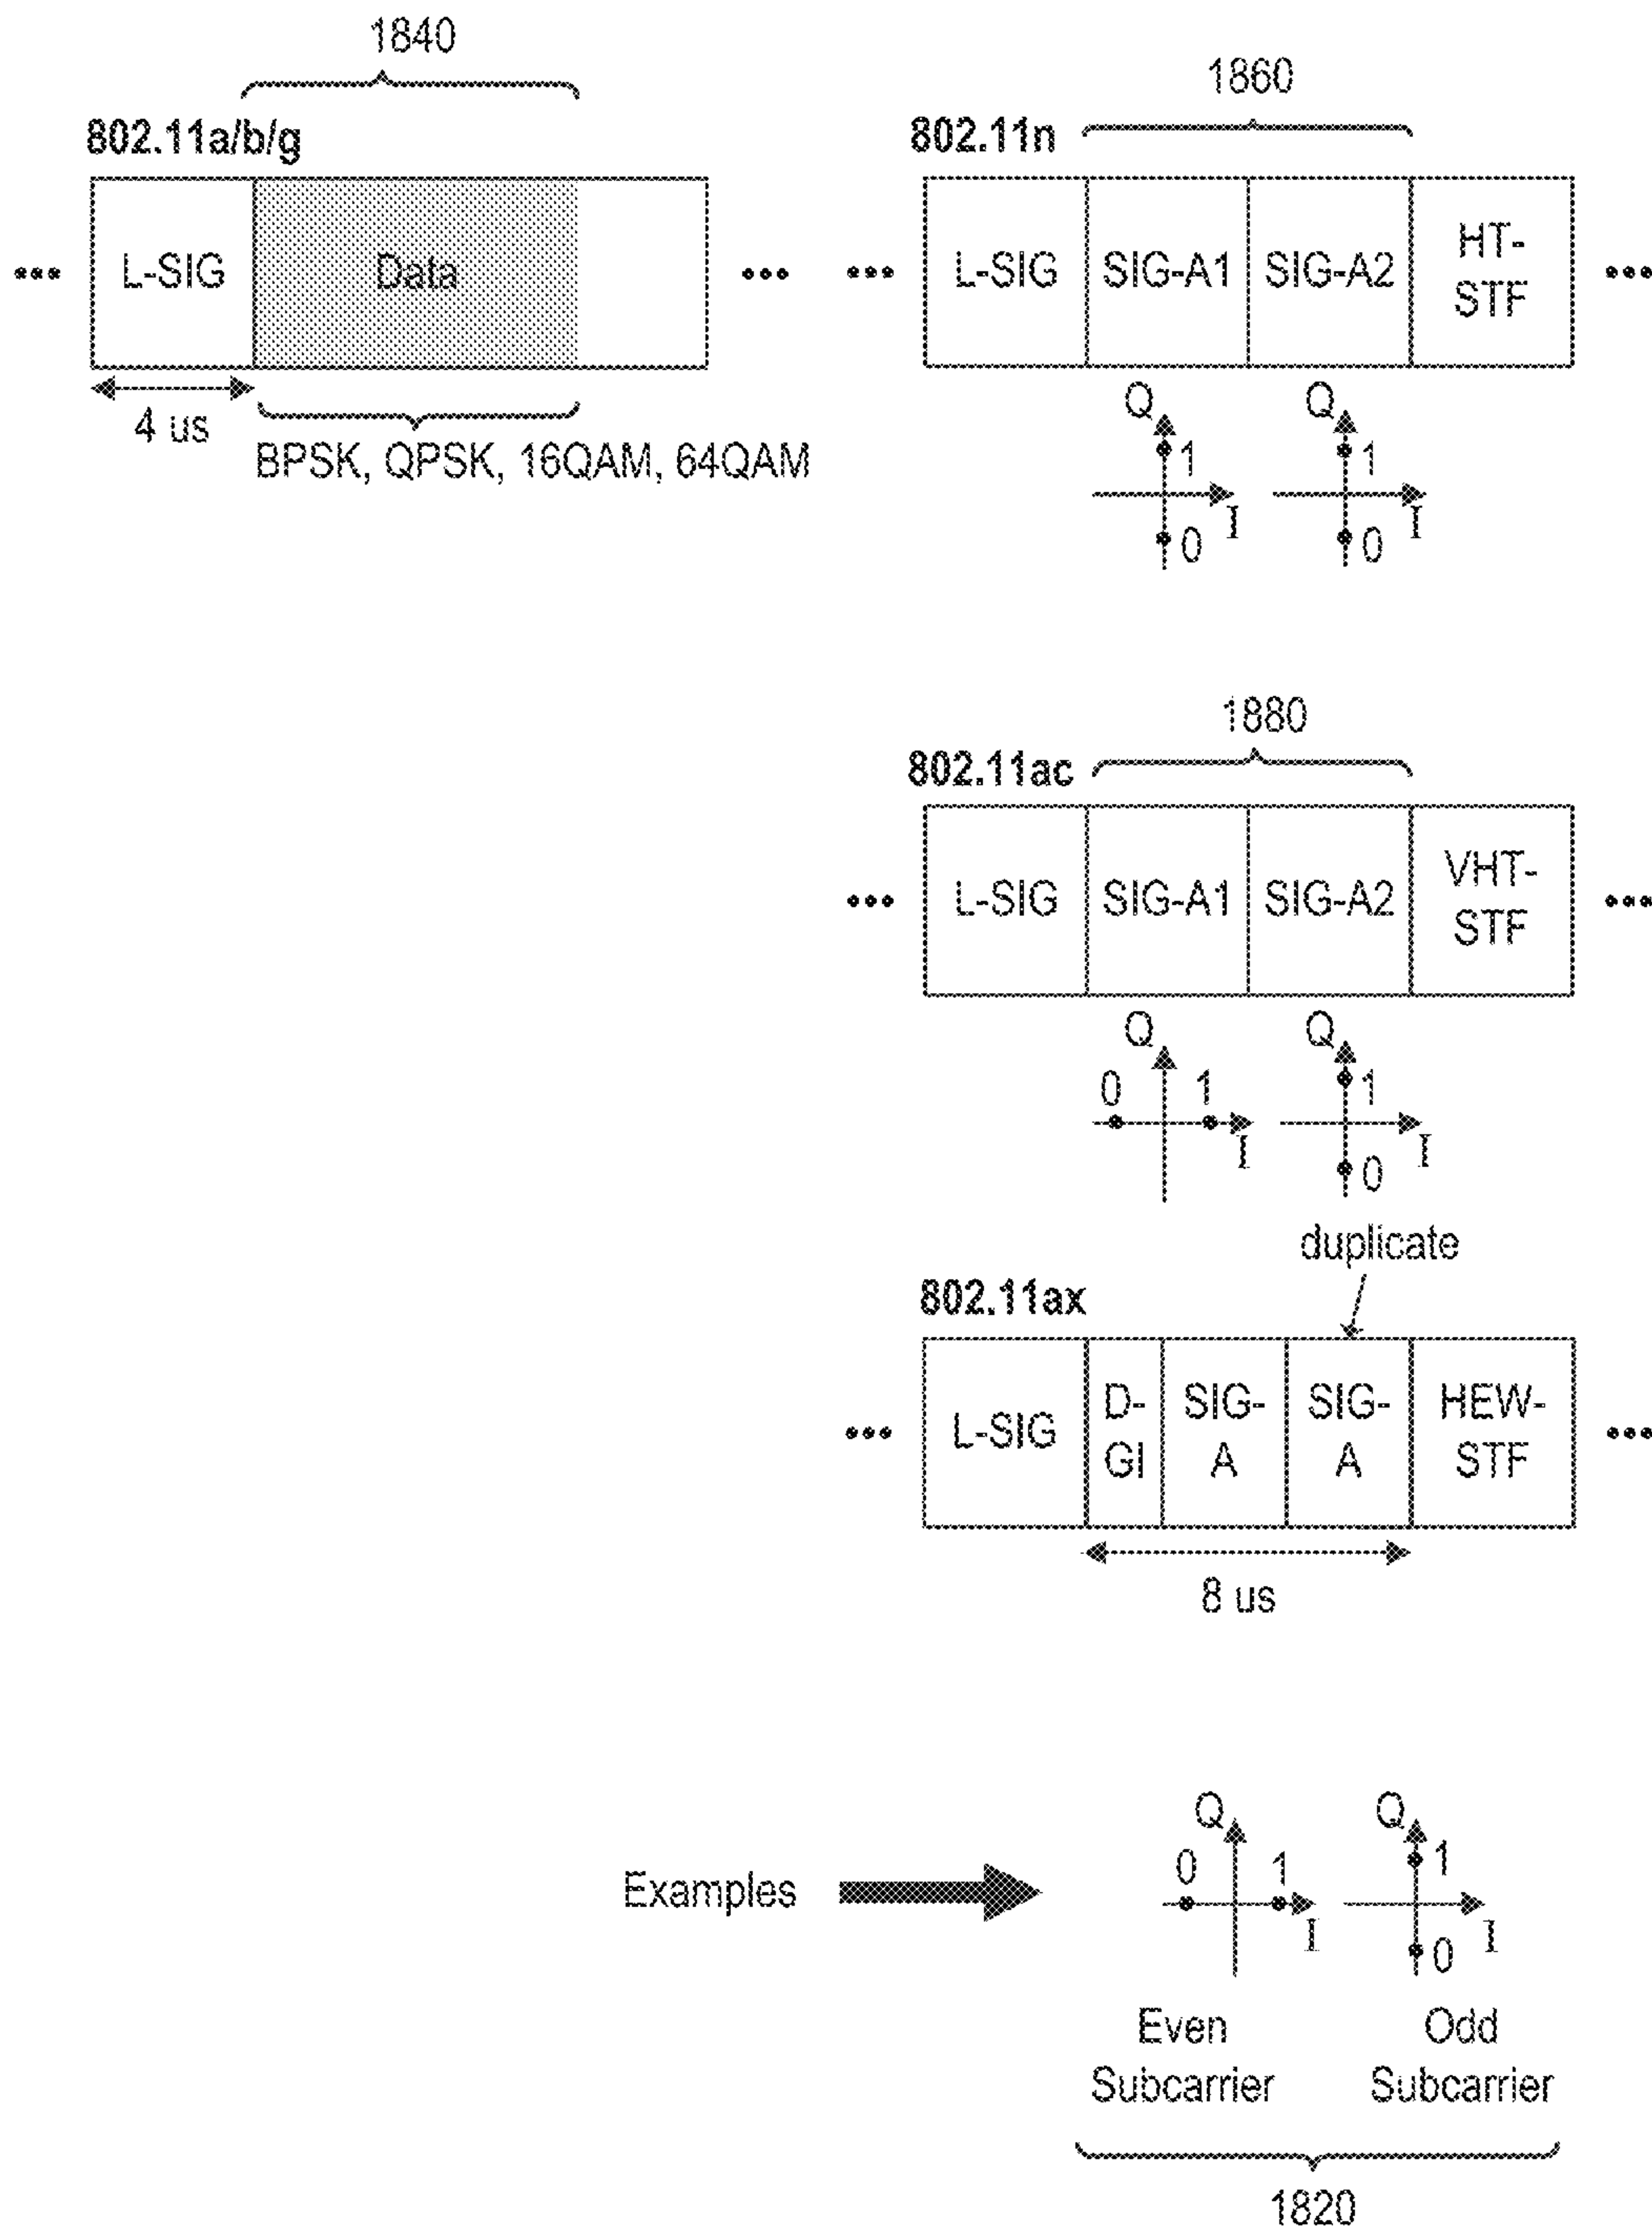 1840
802.11a/b/g
... L-SIG Data ...
4 us
BPSK, QPSK, 16QAM, 64QAM
1860
802.11n
... L-SIG SIG-A1 SIG-A2 HT-
STF ...
Q Q
1 1
I I
0 0
1880
802.11ac
... L-SIG SIG-A1 SIG-A2 VHT-
STF ...
Q Q
0 1 1
I I
0
duplicate
802.11ax
... L-SIG D-
GI SIG-
A SIG-
A HEW-
STF ...
8 us
Examples
Q Q
0 1 1
I I
0
Even
Subcarrier
Odd
Subcarrier
1820